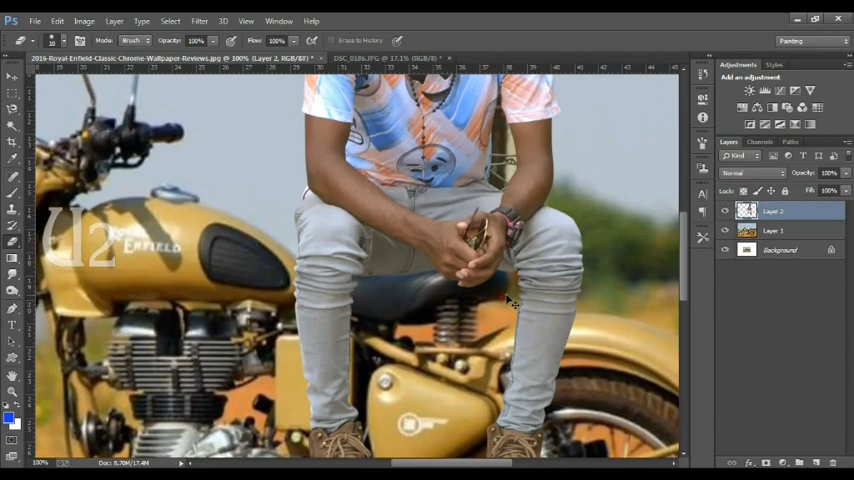 Ps File Edit Image Layer Type Select Filter 3D View Window Help
10 Mode: Brush Opacity: 100% Flow: 100% Erase to History Painting
2016-Royal-Enfield-Classic-Chrome-Wallpaper-Reviews.jpg @ 100% (Layer 2, RGB/8#) * × DSC_0186.JPG @ 17.1% (RGB/8) * ×
Adjustments Styles
Add an adjustment
Layers Channels Paths
Kind
Normal Opacity: 100%
Lock: Fill: 100%
Layer 2
Layer 1
Background
U2
ROYAL
ENFIELD
100% Doc: 8.70M/17.4M